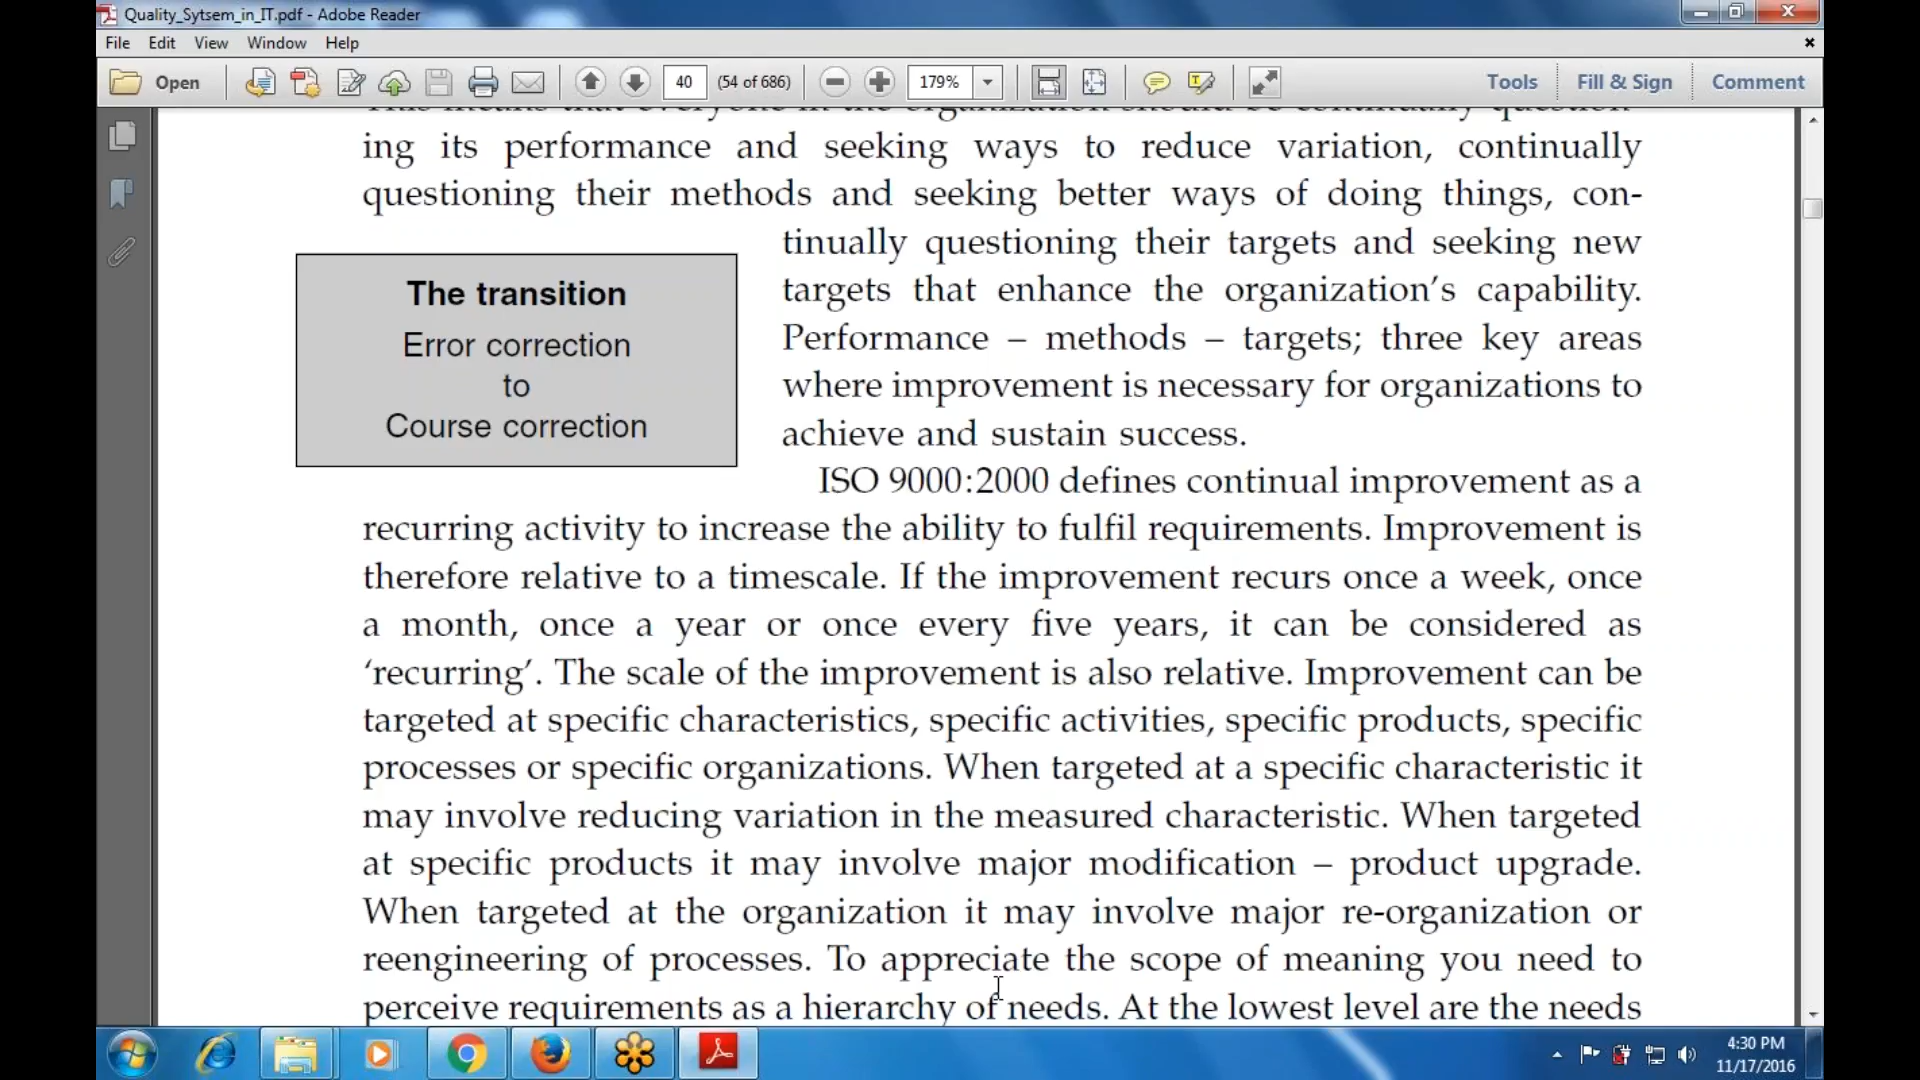 Quality_Sytsem_in_IT.pdf - Adobe Reader
File Edit View Window Help
Open 40 (54 of 686) 179% Tools Fill & Sign Comment
This means that everyone in the organization should be continually question-
ing its performance and seeking ways to reduce variation, continually
questioning their methods and seeking better ways of doing things, con-
tinually questioning their targets and seeking new
targets that enhance the organization's capability.
Performance – methods – targets; three key areas
where improvement is necessary for organizations to
achieve and sustain success.
The transition
Error correction
to
Course correction
ISO 9000:2000 defines continual improvement as a
recurring activity to increase the ability to fulfil requirements. Improvement is
therefore relative to a timescale. If the improvement recurs once a week, once
a month, once a year or once every five years, it can be considered as
‘recurring’. The scale of the improvement is also relative. Improvement can be
targeted at specific characteristics, specific activities, specific products, specific
processes or specific organizations. When targeted at a specific characteristic it
may involve reducing variation in the measured characteristic. When targeted
at specific products it may involve major modification – product upgrade.
When targeted at the organization it may involve major re-organization or
reengineering of processes. To appreciate the scope of meaning you need to
perceive requirements as a hierarchy of needs. At the lowest level are the needs
4:30 PM
11/17/2016